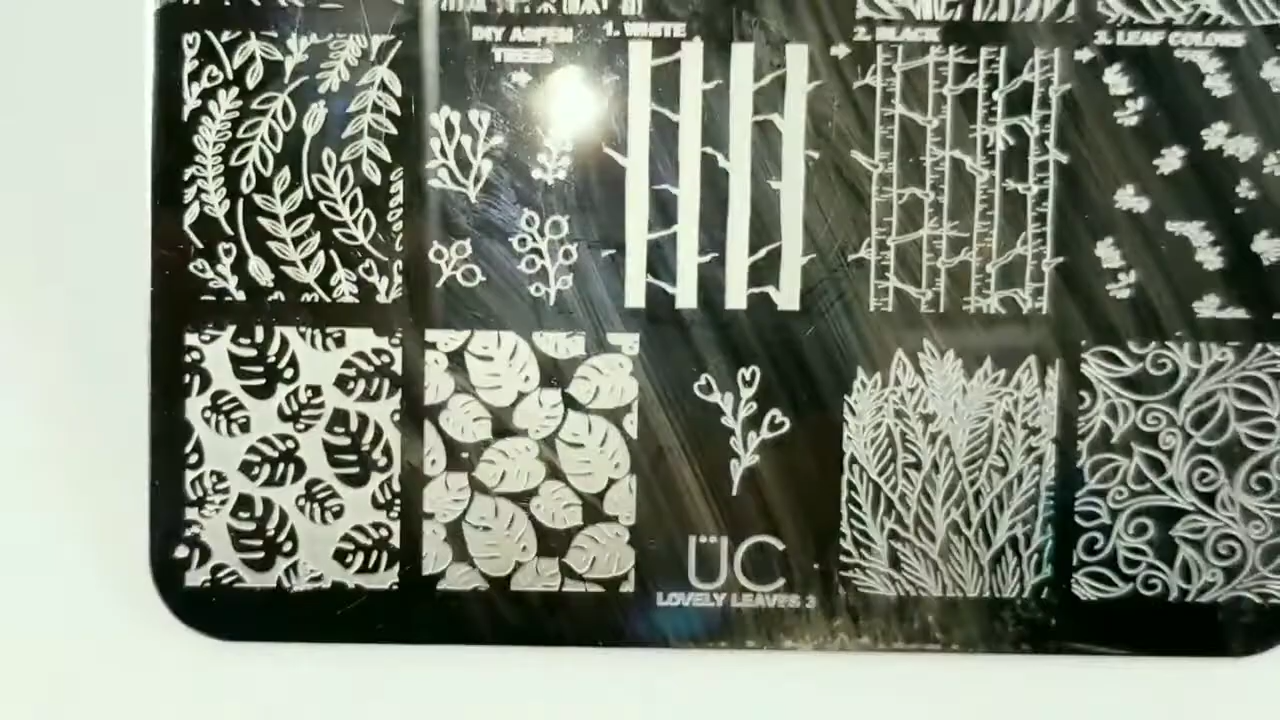 DIY ASPEN
TREES
1. WHITE
2. BLACK
3. LEAF COLORS
ÜC
LOVELY LEAVES 3